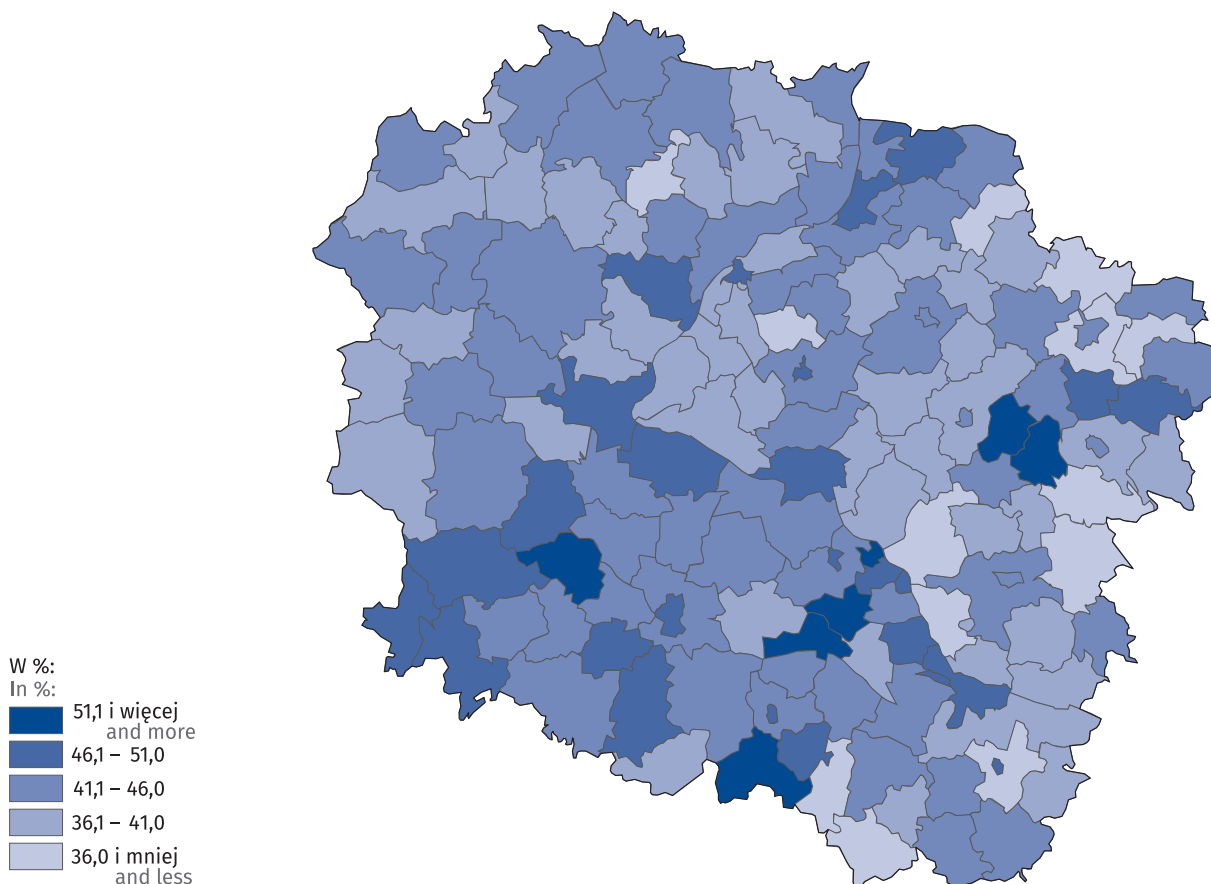 W %:
In %:
51,1 i więcej
and more
46,1 – 51,0
41,1 – 46,0
36,1 – 41,0
36,0 i mniej
and less